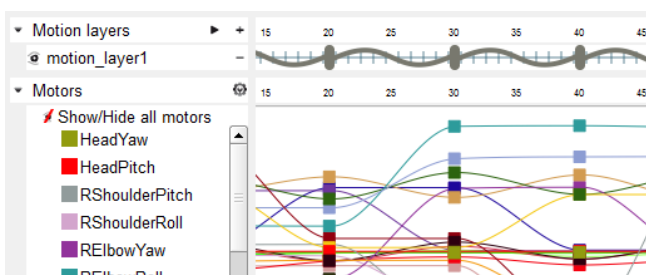 Motion layers
15 20 25 30 35 40 45
motion_layer1
Motors
15 20 25 30 35 40 45
Show/Hide all motors
HeadYaw
HeadPitch
RShoulderPitch
RShoulderRoll
RElbowYaw
RElbowRoll